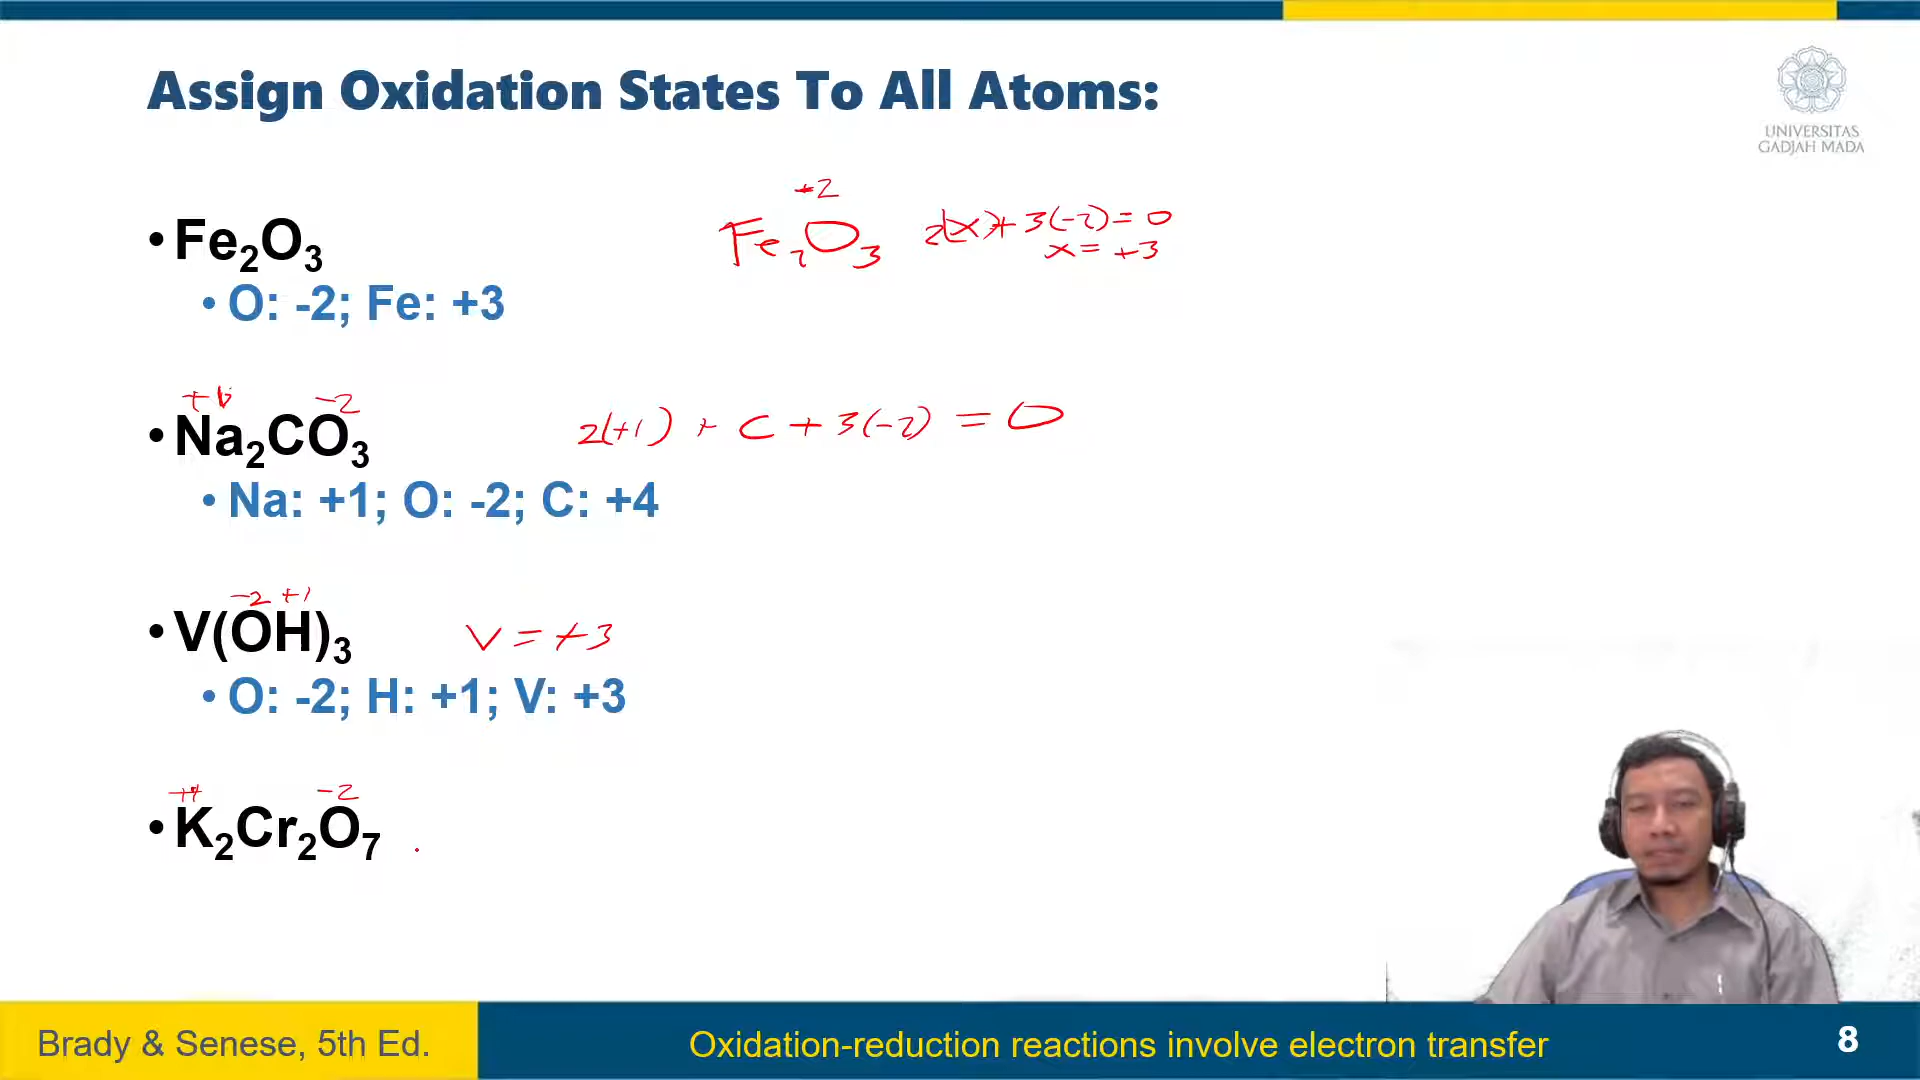 Assign Oxidation States To All Atoms:
UNIVERSITAS
GADJAH MADA
• Fe₂O₃
-2
Fe₂O₃
2(x)+ 3(-2) = 0
x = +3
• O: -2; Fe: +3
-2
• Na₂CO₃
2(+1) + C + 3(-2) = 0
• Na: +1; O: -2; C: +4
-2 +1
• V(OH)₃
V = +3
• O: -2; H: +1; V: +3
-2
• K₂Cr₂O₇
Brady & Senese, 5th Ed.
Oxidation-reduction reactions involve electron transfer
8